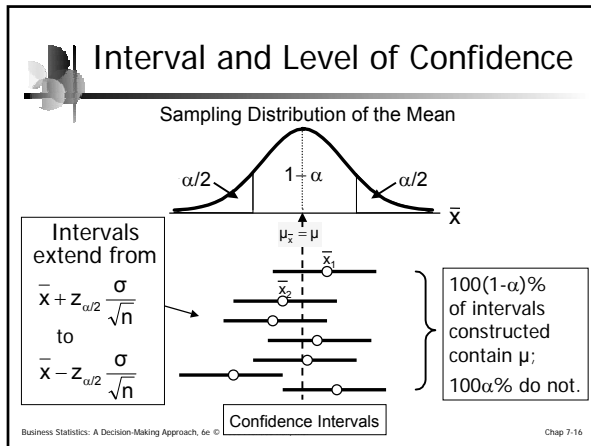 Interval and Level of Confidence
Sampling Distribution of the Mean
α/2
1– α
α/2
x̄
μx̄ = μ
Intervals
extend from
x̄ + zα/2 σ/√n
to
x̄ – zα/2 σ/√n
x̄1
x̄2
100(1-α)%
of intervals
constructed
contain μ;
100α% do not.
Confidence Intervals
Business Statistics: A Decision-Making Approach, 6e ©
Chap 7-16